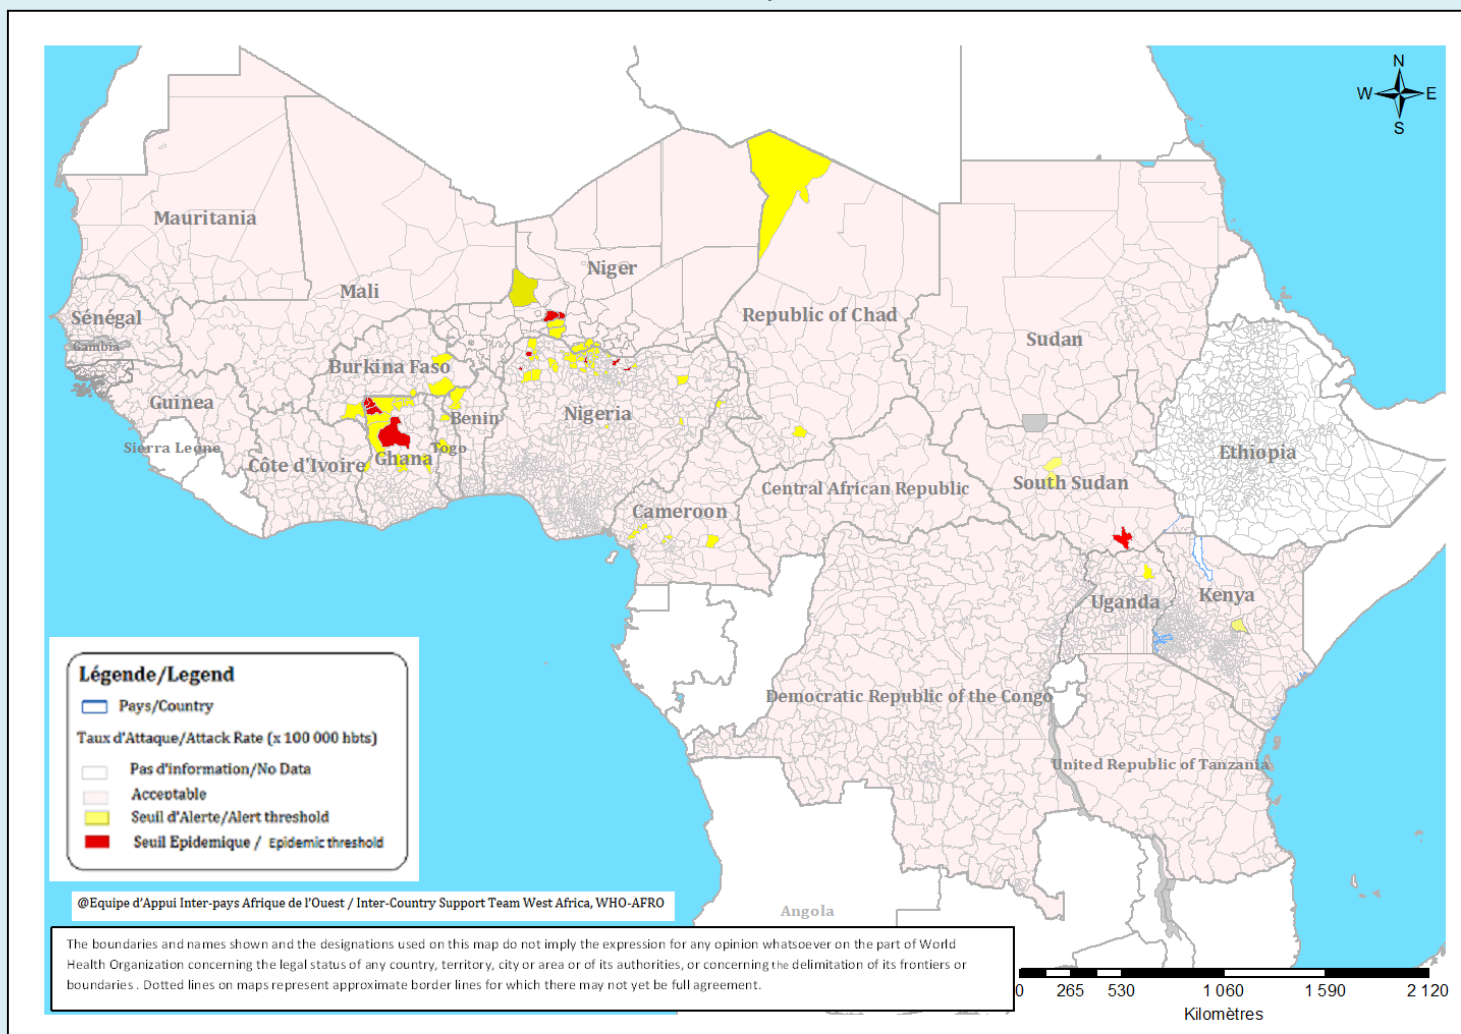 N
W E
S
Mauritania
Mali
Niger
Sénégal
Gambia
Republic of Chad
Sudan
Burkina Faso
Guinea
Benin
Nigeria
Sierra Leone
Côte d'Ivoire
Ghana
Togo
Ethiopia
South Sudan
Central African Republic
Cameroon
Uganda
Kenya
Democratic Republic of the Congo
United Republic of Tanzania
Angola
Légende/Legend
Pays/Country
Taux d'Attaque/Attack Rate (x 100 000 hbts)
Pas d'information/No Data
Acceptable
Seuil d'Alerte/Alert threshold
Seuil Epidemique / Epidemic threshold
@Equipe d'Appui Inter-pays Afrique de l'Ouest / Inter-Country Support Team West Africa, WHO-AFRO
The boundaries and names shown and the designations used on this map do not imply the expression for any opinion whatsoever on the part of World
Health Organization concerning the legal status of any country, territory, city or area or of its authorities, or concerning the delimitation of its frontiers or
boundaries . Dotted lines on maps represent approximate border lines for which there may not yet be full agreement.
0 265 530 1 060 1 590 2 120
Kilomètres